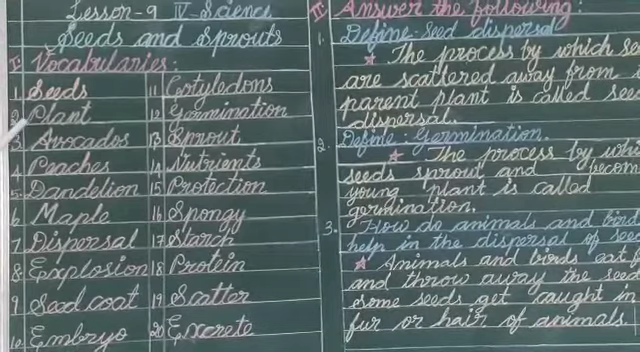 Lesson-9 IV-Science
Seeds and Sprouts
I: Vocabularies:
1. Seeds
2. Plant
3. Avocados
4. Peaches
5. Dandelion
6. Maple
7. Dispersal
8. Explosion
9. Seed coat
10. Embryo
11. Cotyledons
12. Germination
13. Sprout
14. Nutrients
15. Protection
16. Spongy
17. Starch
18. Protein
19. Scatter
20. Excrete
II Answer the following:
1. Define: Seed dispersal
★ The process by which se
are scattered away from
parent plant is called see
dispersal.
2. Define: Germination.
★ The process by whi
seeds sprout and becom
young plant is called
germination.
3. How do animals and bird
help in the dispersal of see
★ Animals and birds eat f
and throw away the seed
some seeds get caught in
fur or hair of animals.